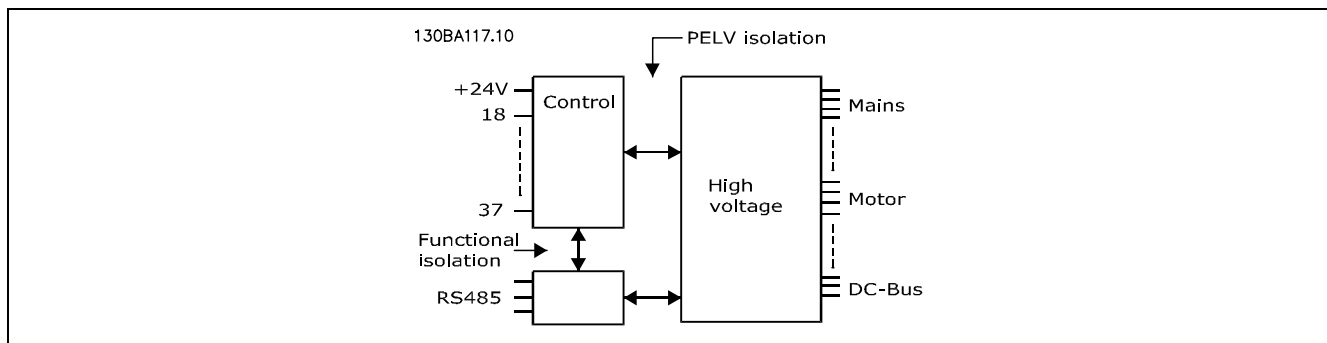 130BA117.10
PELV isolation
+24V
Control
18
Mains
High
voltage
Motor
37
Functional
isolation
RS485
DC-Bus